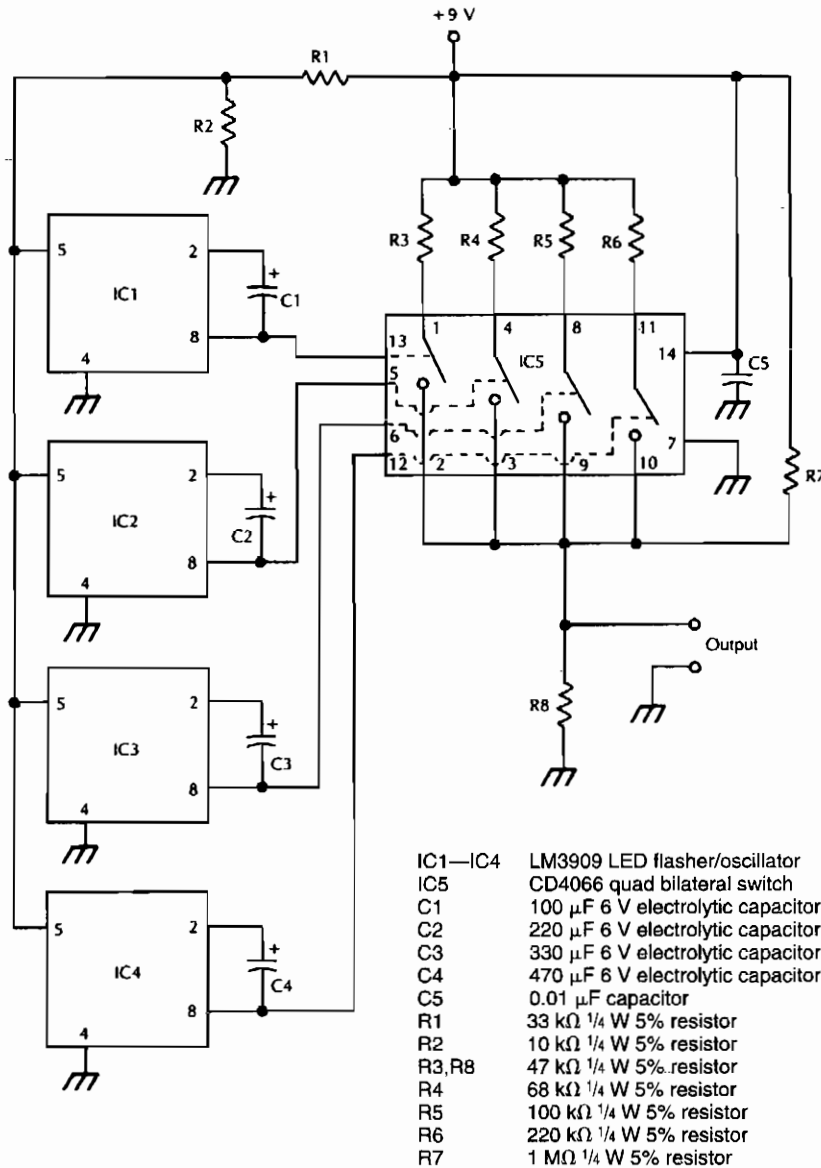 +9 V
R1
R2
5
2
IC1
+
C1
8
4
R3
R4
R5
R6
1
4
8
11
13
5
IC5
14
C5
6
7
12
2
3
9
10
R7
5
2
IC2
+
C2
8
4
Output
R8
5
2
IC3
+
C3
8
4
5
2
IC4
+
C4
8
4
IC1—IC4 LM3909 LED flasher/oscillator
IC5 CD4066 quad bilateral switch
C1 100 μF 6 V electrolytic capacitor
C2 220 μF 6 V electrolytic capacitor
C3 330 μF 6 V electrolytic capacitor
C4 470 μF 6 V electrolytic capacitor
C5 0.01 μF capacitor
R1 33 kΩ 1/4 W 5% resistor
R2 10 kΩ 1/4 W 5% resistor
R3,R8 47 kΩ 1/4 W 5% resistor
R4 68 kΩ 1/4 W 5% resistor
R5 100 kΩ 1/4 W 5% resistor
R6 220 kΩ 1/4 W 5% resistor
R7 1 MΩ 1/4 W 5% resistor